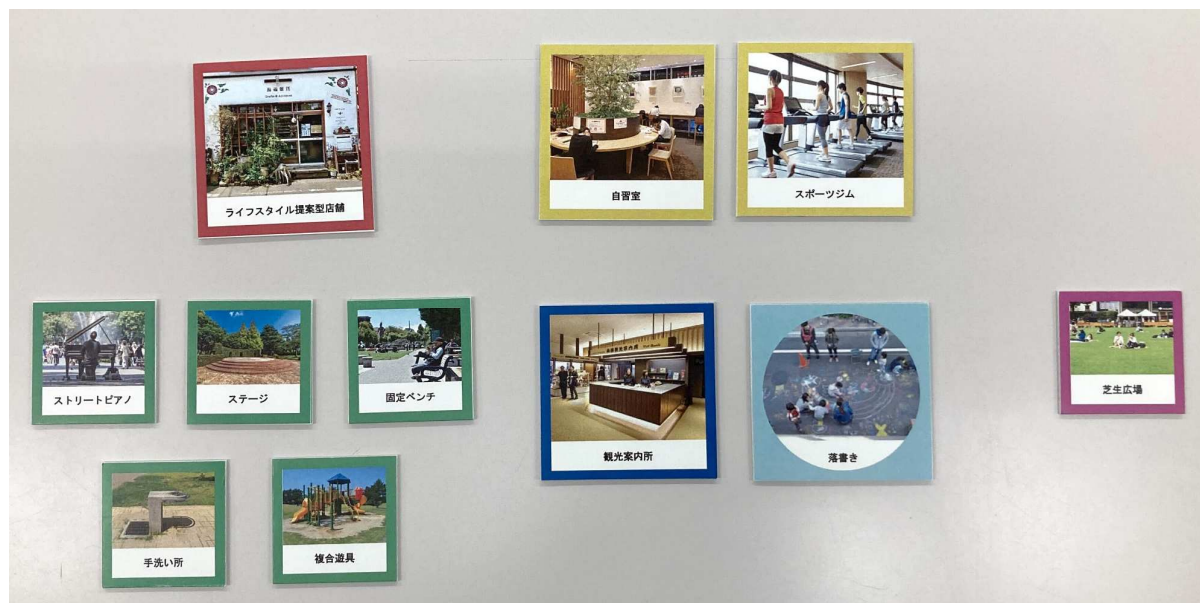 ライフスタイル提案型店舗
自習室
スポーツジム
ストリートピアノ
ステージ
固定ベンチ
観光案内所
落書き
芝生広場
手洗い所
複合遊具